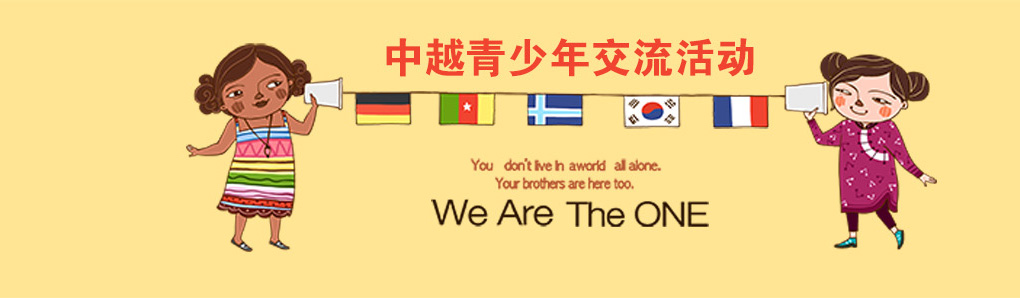 中越青少年交流活动
You don't live in aworld all alone.
Your brothers are here too.
We Are The ONE